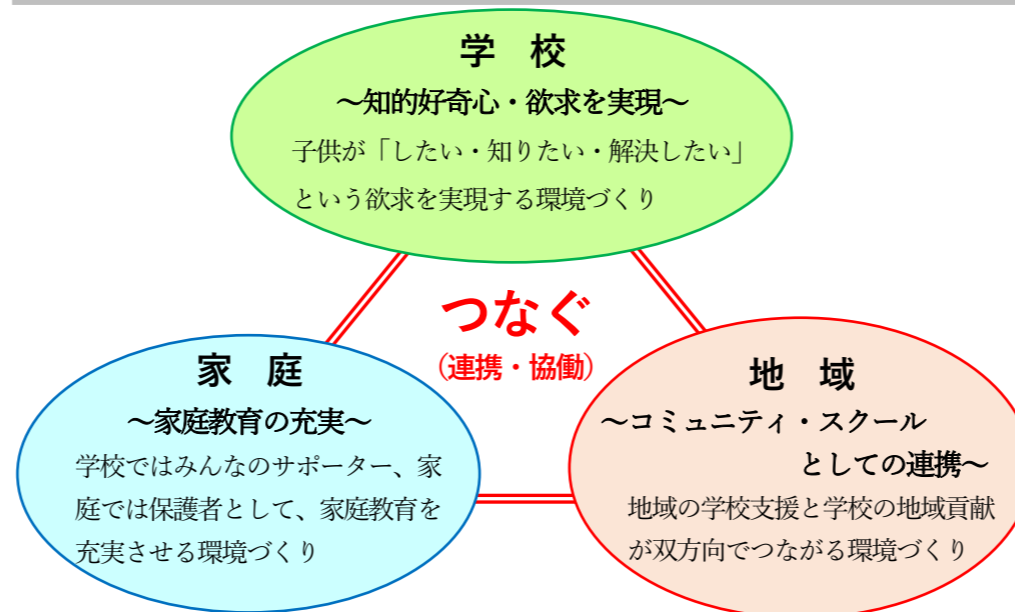 学　校
～知的好奇心・欲求を実現～
子供が「したい・知りたい・解決したい」
という欲求を実現する環境づくり
つなぐ
（連携・協働）
家　庭
～家庭教育の充実～
学校ではみんなのサポーター、家
庭では保護者として、家庭教育を
充実させる環境づくり
地　域
～コミュニティ・スクール
としての連携～
地域の学校支援と学校の地域貢献
が双方向でつながる環境づくり